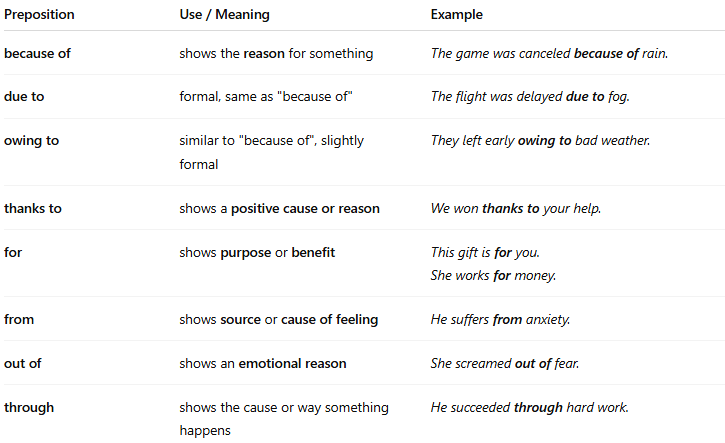 Preposition Use / Meaning Example
because of shows the reason for something The game was canceled because of rain.
due to formal, same as "because of" The flight was delayed due to fog.
owing to similar to "because of", slightly They left early owing to bad weather.
formal
thanks to shows a positive cause or reason We won thanks to your help.
for shows purpose or benefit This gift is for you.
She works for money.
from shows source or cause of feeling He suffers from anxiety.
out of shows an emotional reason She screamed out of fear.
through shows the cause or way something He succeeded through hard work.
happens